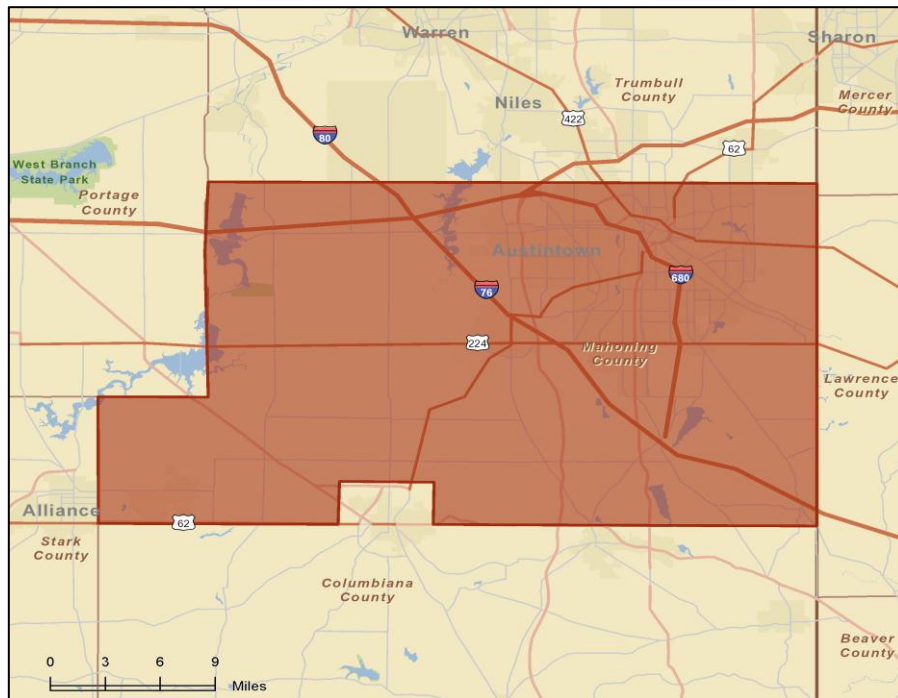 Warren
Sharon
Trumbull
County
Mercer
County
Niles
422
80
62
West Branch
State Park
Portage
County
Austintown
680
76
224
Mahoning
County
Lawrence
County
Alliance
62
Stark
County
Columbiana
County
Beaver
County
0 3 6 9
Miles